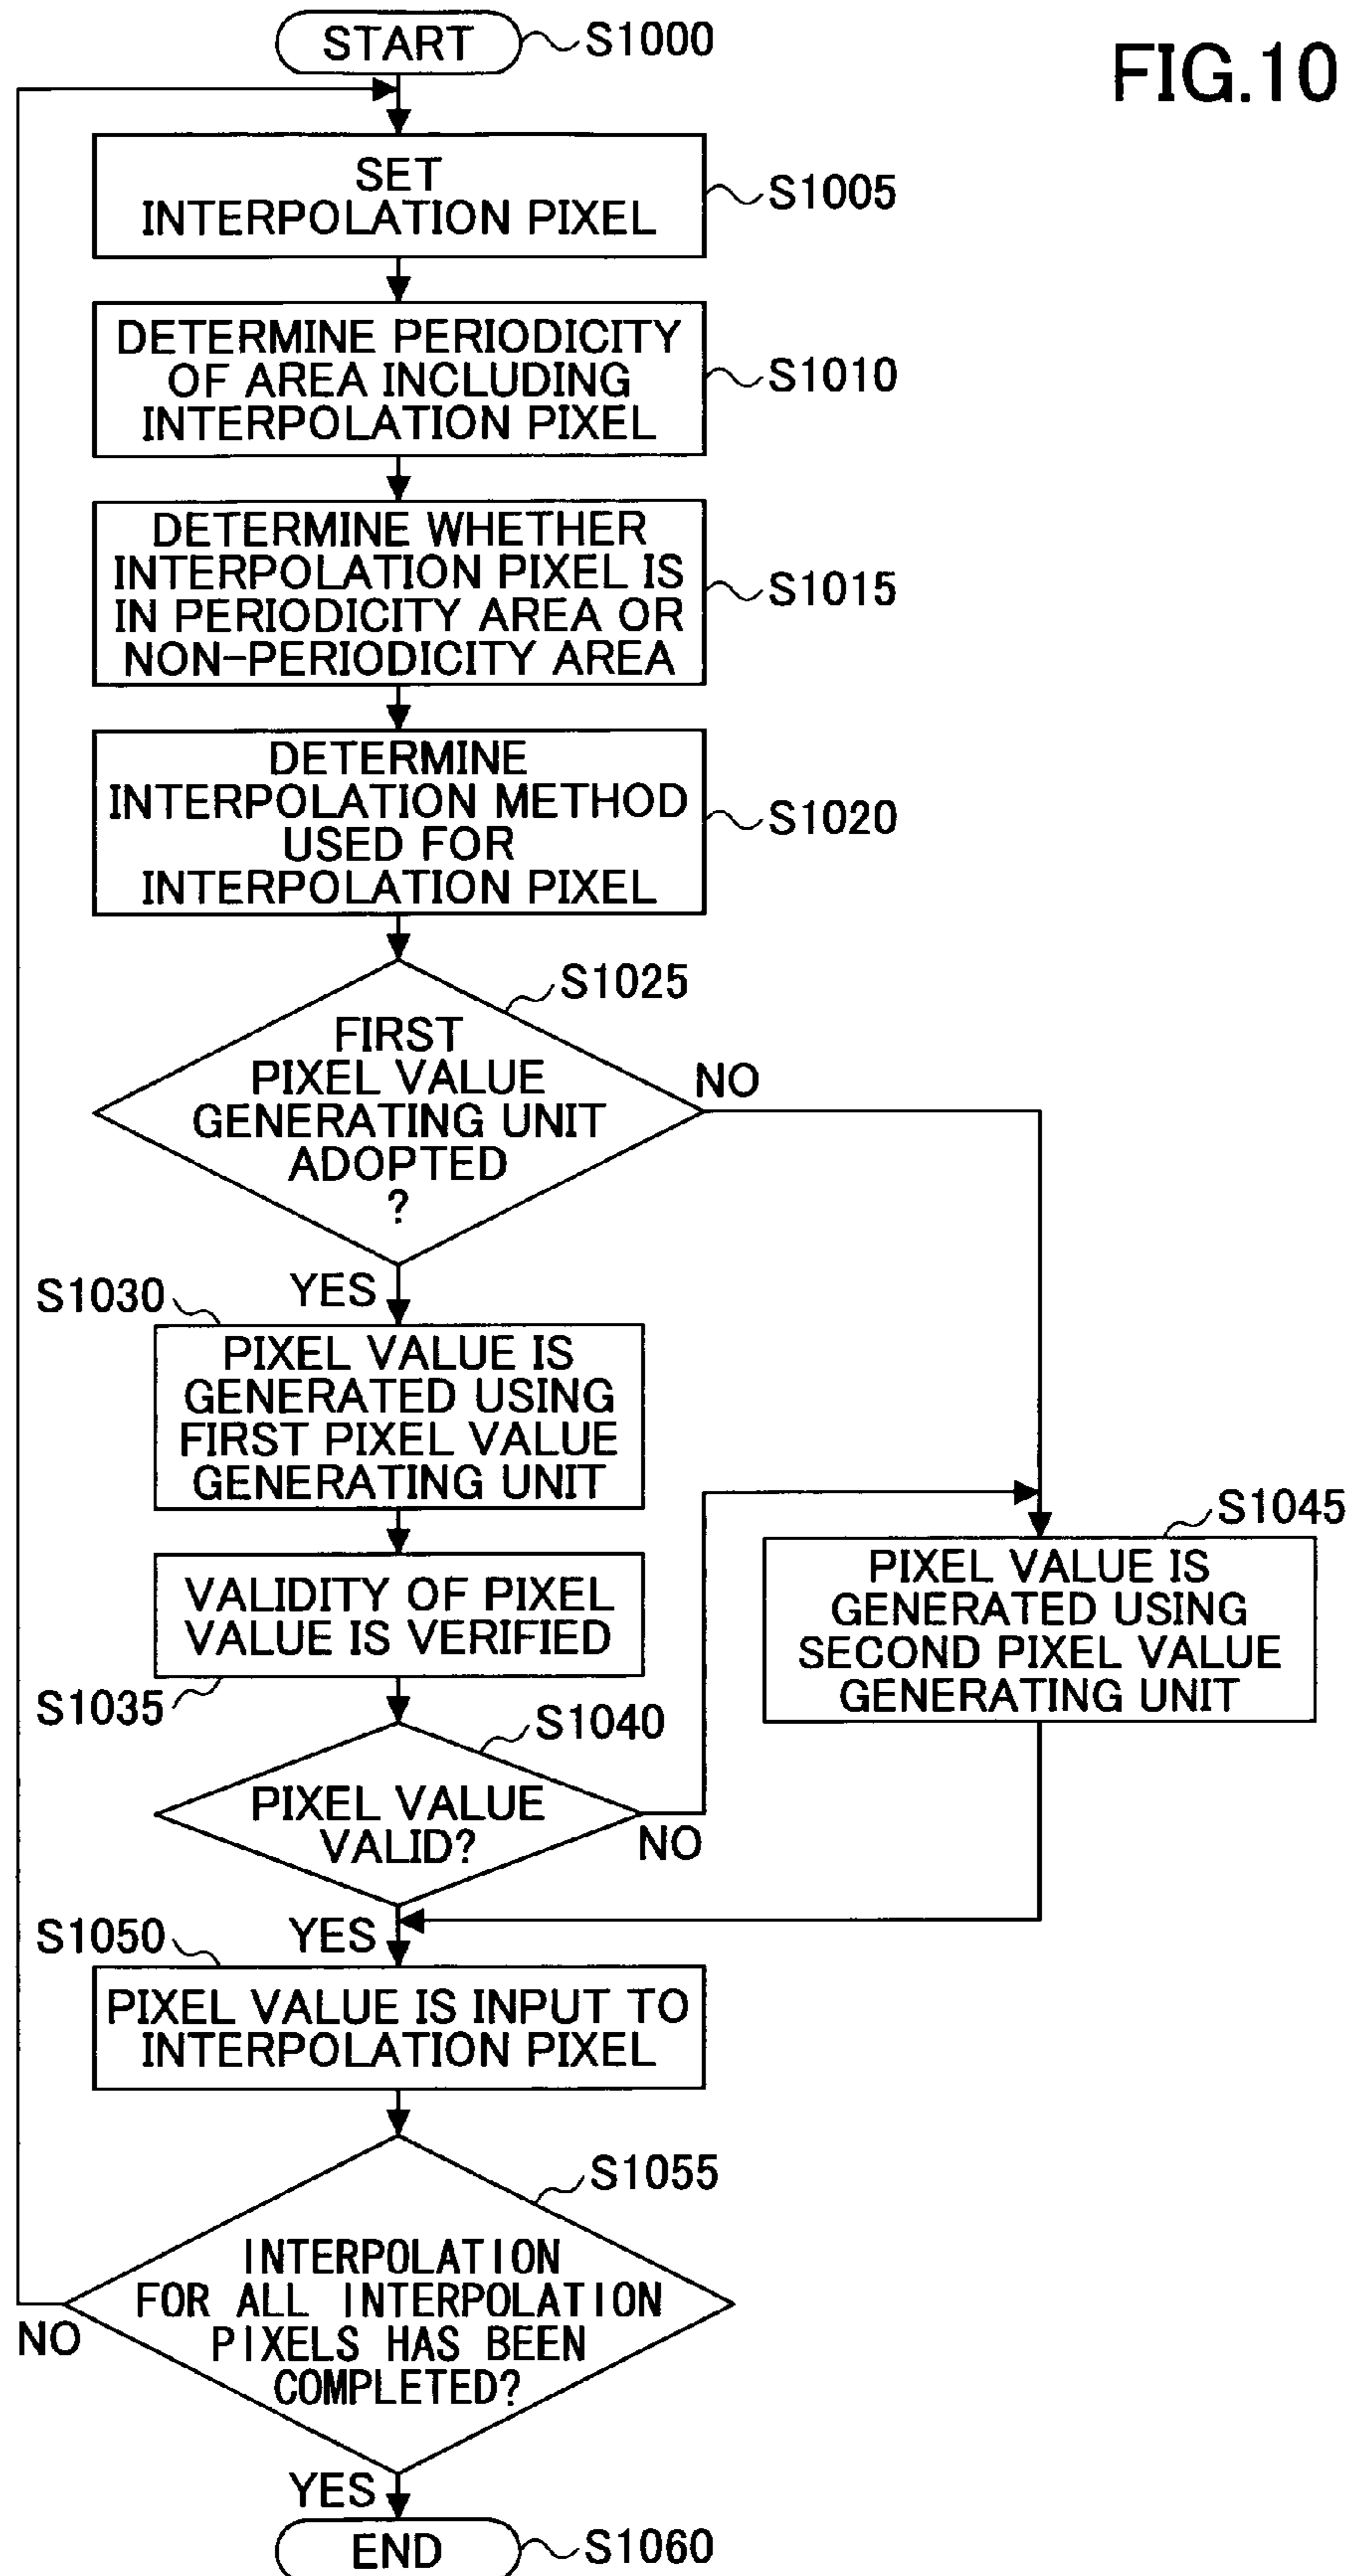 FIG.10
START
S1000
SET
INTERPOLATION PIXEL
S1005
DETERMINE PERIODICITY
OF AREA INCLUDING
INTERPOLATION PIXEL
S1010
DETERMINE WHETHER
INTERPOLATION PIXEL IS
IN PERIODICITY AREA OR
NON-PERIODICITY AREA
S1015
DETERMINE
INTERPOLATION METHOD
USED FOR
INTERPOLATION PIXEL
S1020
S1025
FIRST
PIXEL VALUE
GENERATING UNIT
ADOPTED
?
NO
YES
S1030
PIXEL VALUE IS
GENERATED USING
FIRST PIXEL VALUE
GENERATING UNIT
VALIDITY OF PIXEL
VALUE IS VERIFIED
S1035
S1040
PIXEL VALUE
VALID?
NO
YES
S1045
PIXEL VALUE IS
GENERATED USING
SECOND PIXEL VALUE
GENERATING UNIT
S1050
PIXEL VALUE IS INPUT TO
INTERPOLATION PIXEL
S1055
INTERPOLATION
FOR ALL INTERPOLATION
PIXELS HAS BEEN
COMPLETED?
NO
YES
END
S1060